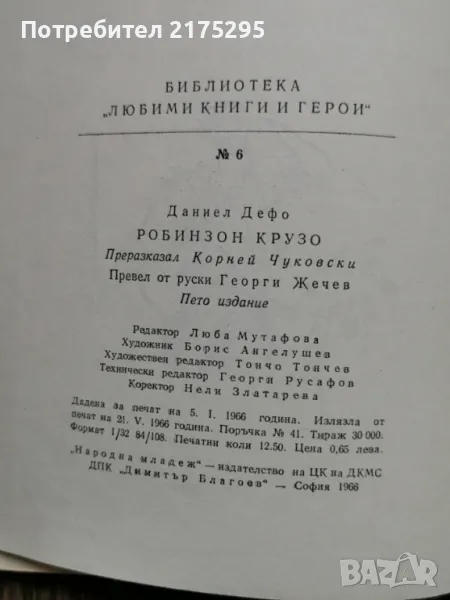 Потребител 2175295
БИБЛИОТЕКА
„ЛЮБИМИ КНИГИ И ГЕРОИ“
№ 6
Даниел Дефо
РОБИНЗОН КРУЗО
Преразказал Корней Чуковски
Превел от руски Георги Жечев
Пето издание
Редактор Люба Мутафова
Художник Борис Ангелушев
Художествен редактор Тончо Тончев
Технически редактор Георги Русафов
Коректор Нели Златарева
Дадена за печат на 5. I. 1966 година. Излязла от
печат на 21. V. 1966 година. Поръчка № 41. Тираж 30 000.
Формат 1/32 84/108. Печатни коли 12.50. Цена 0,65 лева.
„Народна младеж“ — издателство на ЦК на ДКМС
ДПК „Димитър Благоев“ — София 1966
bazar